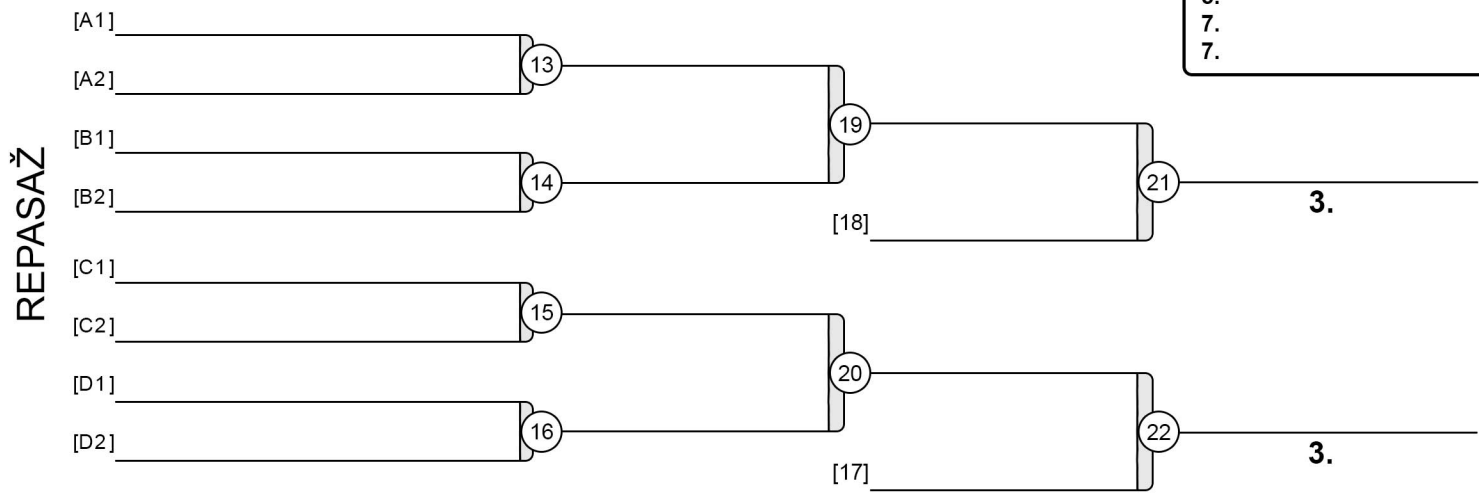 7.
7.
REPASAŽ
[A1]
[A2]
13
[B1]
[B2]
14
19
[18]
21
3.
[C1]
[C2]
15
[D1]
[D2]
16
20
[17]
22
3.